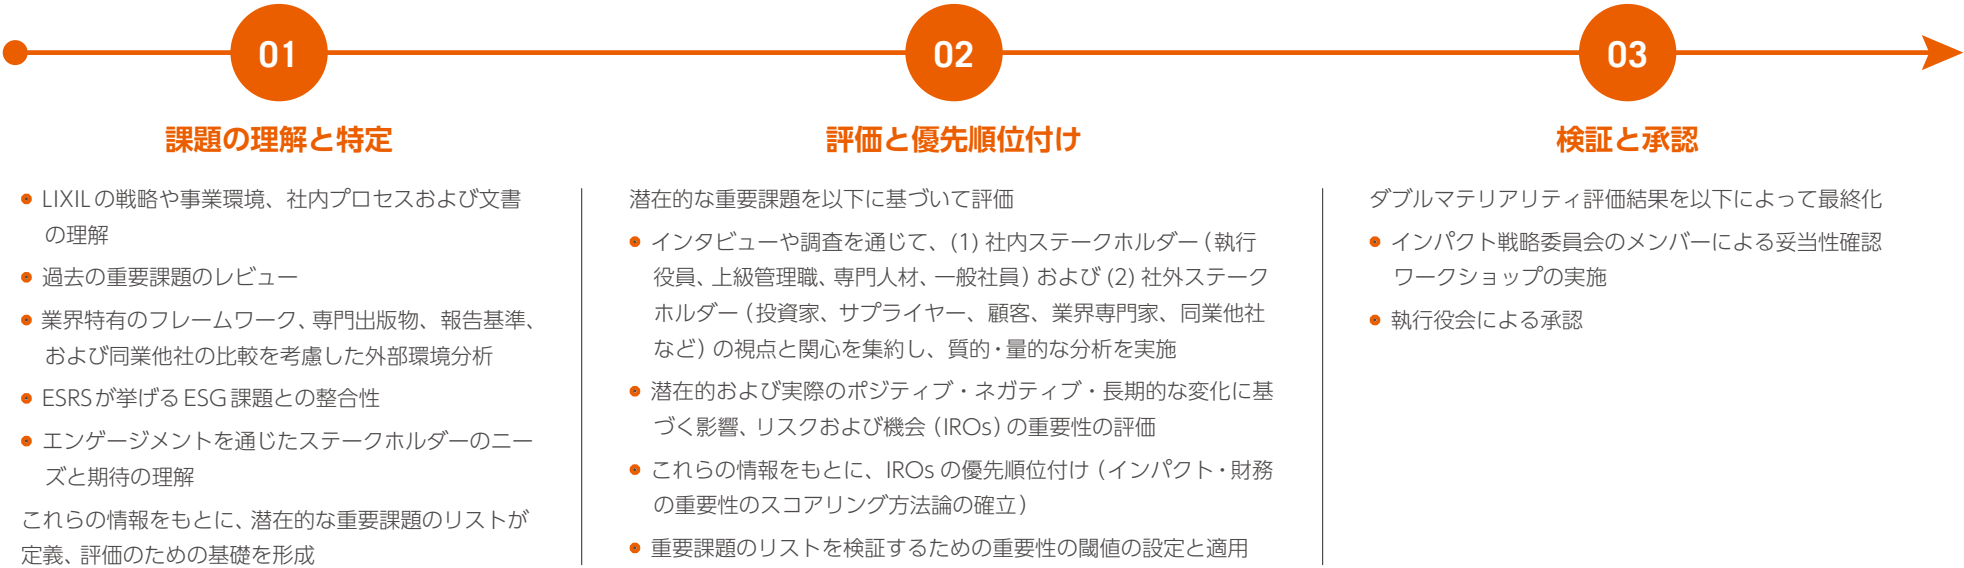 01
課題の理解と特定
LIXILの戦略や事業環境、社内プロセスおよび文書
の理解
過去の重要課題のレビュー
業界特有のフレームワーク、専門出版物、報告基準、
および同業他社の比較を考慮した外部環境分析
ESRSが挙げるESG課題との整合性
エンゲージメントを通じたステークホルダーのニー
ズと期待の理解
これらの情報をもとに、潜在的な重要課題のリストが
定義、評価のための基礎を形成
02
評価と優先順位付け
潜在的な重要課題を以下に基づいて評価
インタビューや調査を通じて、(1) 社内ステークホルダー（執行
役員、上級管理職、専門人材、一般社員）および (2) 社外ステーク
ホルダー（投資家、サプライヤー、顧客、業界専門家、同業他社
など）の視点と関心を集約し、質的・量的な分析を実施
潜在的および実際のポジティブ・ネガティブ・長期的な変化に基
づく影響、リスクおよび機会（IROs）の重要性の評価
これらの情報をもとに、IROs の優先順位付け（インパクト・財務
の重要性のスコアリング方法論の確立）
重要課題のリストを検証するための重要性の閾値の設定と適用
03
検証と承認
ダブルマテリアリティ評価結果を以下によって最終化
インパクト戦略委員会のメンバーによる妥当性確認
ワークショップの実施
執行役会による承認